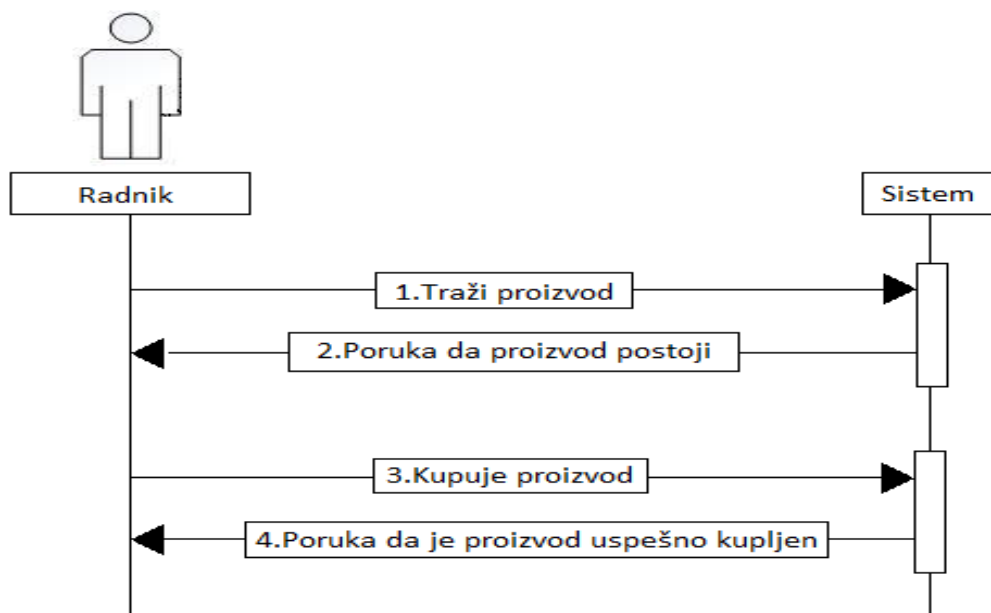 Radnik
Sistem
1.Traži proizvod
2.Poruka da proizvod postoji
3.Kupuje proizvod
4.Poruka da je proizvod uspešno kupljen